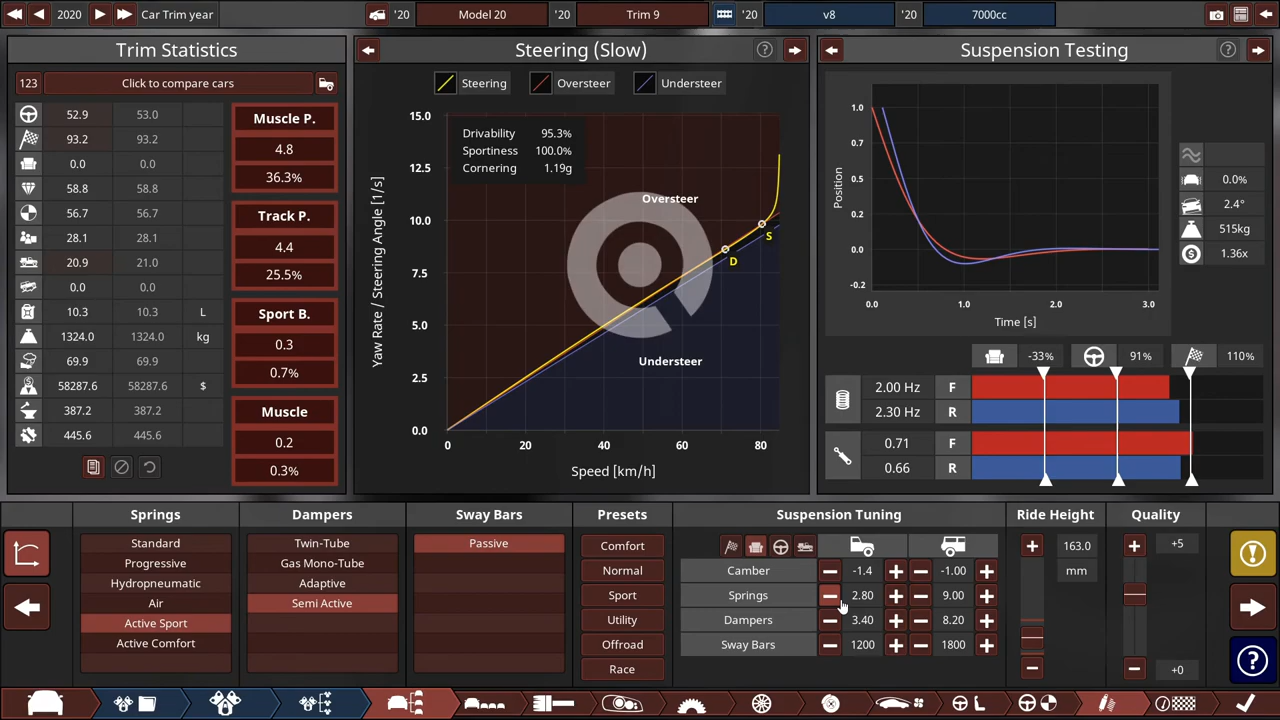 2020 Car Trim year '20 Model 20 '20 Trim 9 '20 v8 '20 7000cc
Trim Statistics
123 Click to compare cars
52.9 53.0
93.2 93.2
0.0 0.0
58.8 58.8
56.7 56.7
28.1 28.1
20.9 21.0
0.0 0.0
10.3 10.3 L
1324.0 1324.0 kg
69.9 69.9
58287.6 58287.6 $
387.2 387.2
445.6 445.6
Muscle P.
4.8
36.3%
Track P.
4.4
25.5%
Sport B.
0.3
0.7%
Muscle
0.2
0.3%
Steering (Slow) ?
Steering Oversteer Understeer
Drivability 95.3%
Sportiness 100.0%
Cornering 1.19g
Yaw Rate / Steering Angle [1/s]
15.0
12.5
10.0
7.5
5.0
2.5
0.0
Oversteer
S
D
Understeer
0 20 40 60 80
Speed [km/h]
Suspension Testing ?
Position
1.0
0.7
0.5
0.2
0.0
-0.2
0.0 1.0 2.0 3.0
Time [s]
0.0%
2.4°
515kg
1.36x
-33% 91% 110%
2.00 Hz F
2.30 Hz R
0.71 F
0.66 R
Springs
Standard
Progressive
Hydropneumatic
Air
Active Sport
Active Comfort
Dampers
Twin-Tube
Gas Mono-Tube
Adaptive
Semi Active
Sway Bars
Passive
Presets
Comfort
Normal
Sport
Utility
Offroad
Race
Suspension Tuning
Camber -1.4 -1.00
Springs 2.80 9.00
Dampers 3.40 8.20
Sway Bars 1200 1800
Ride Height
163.0
mm
Quality
+5
+0
?